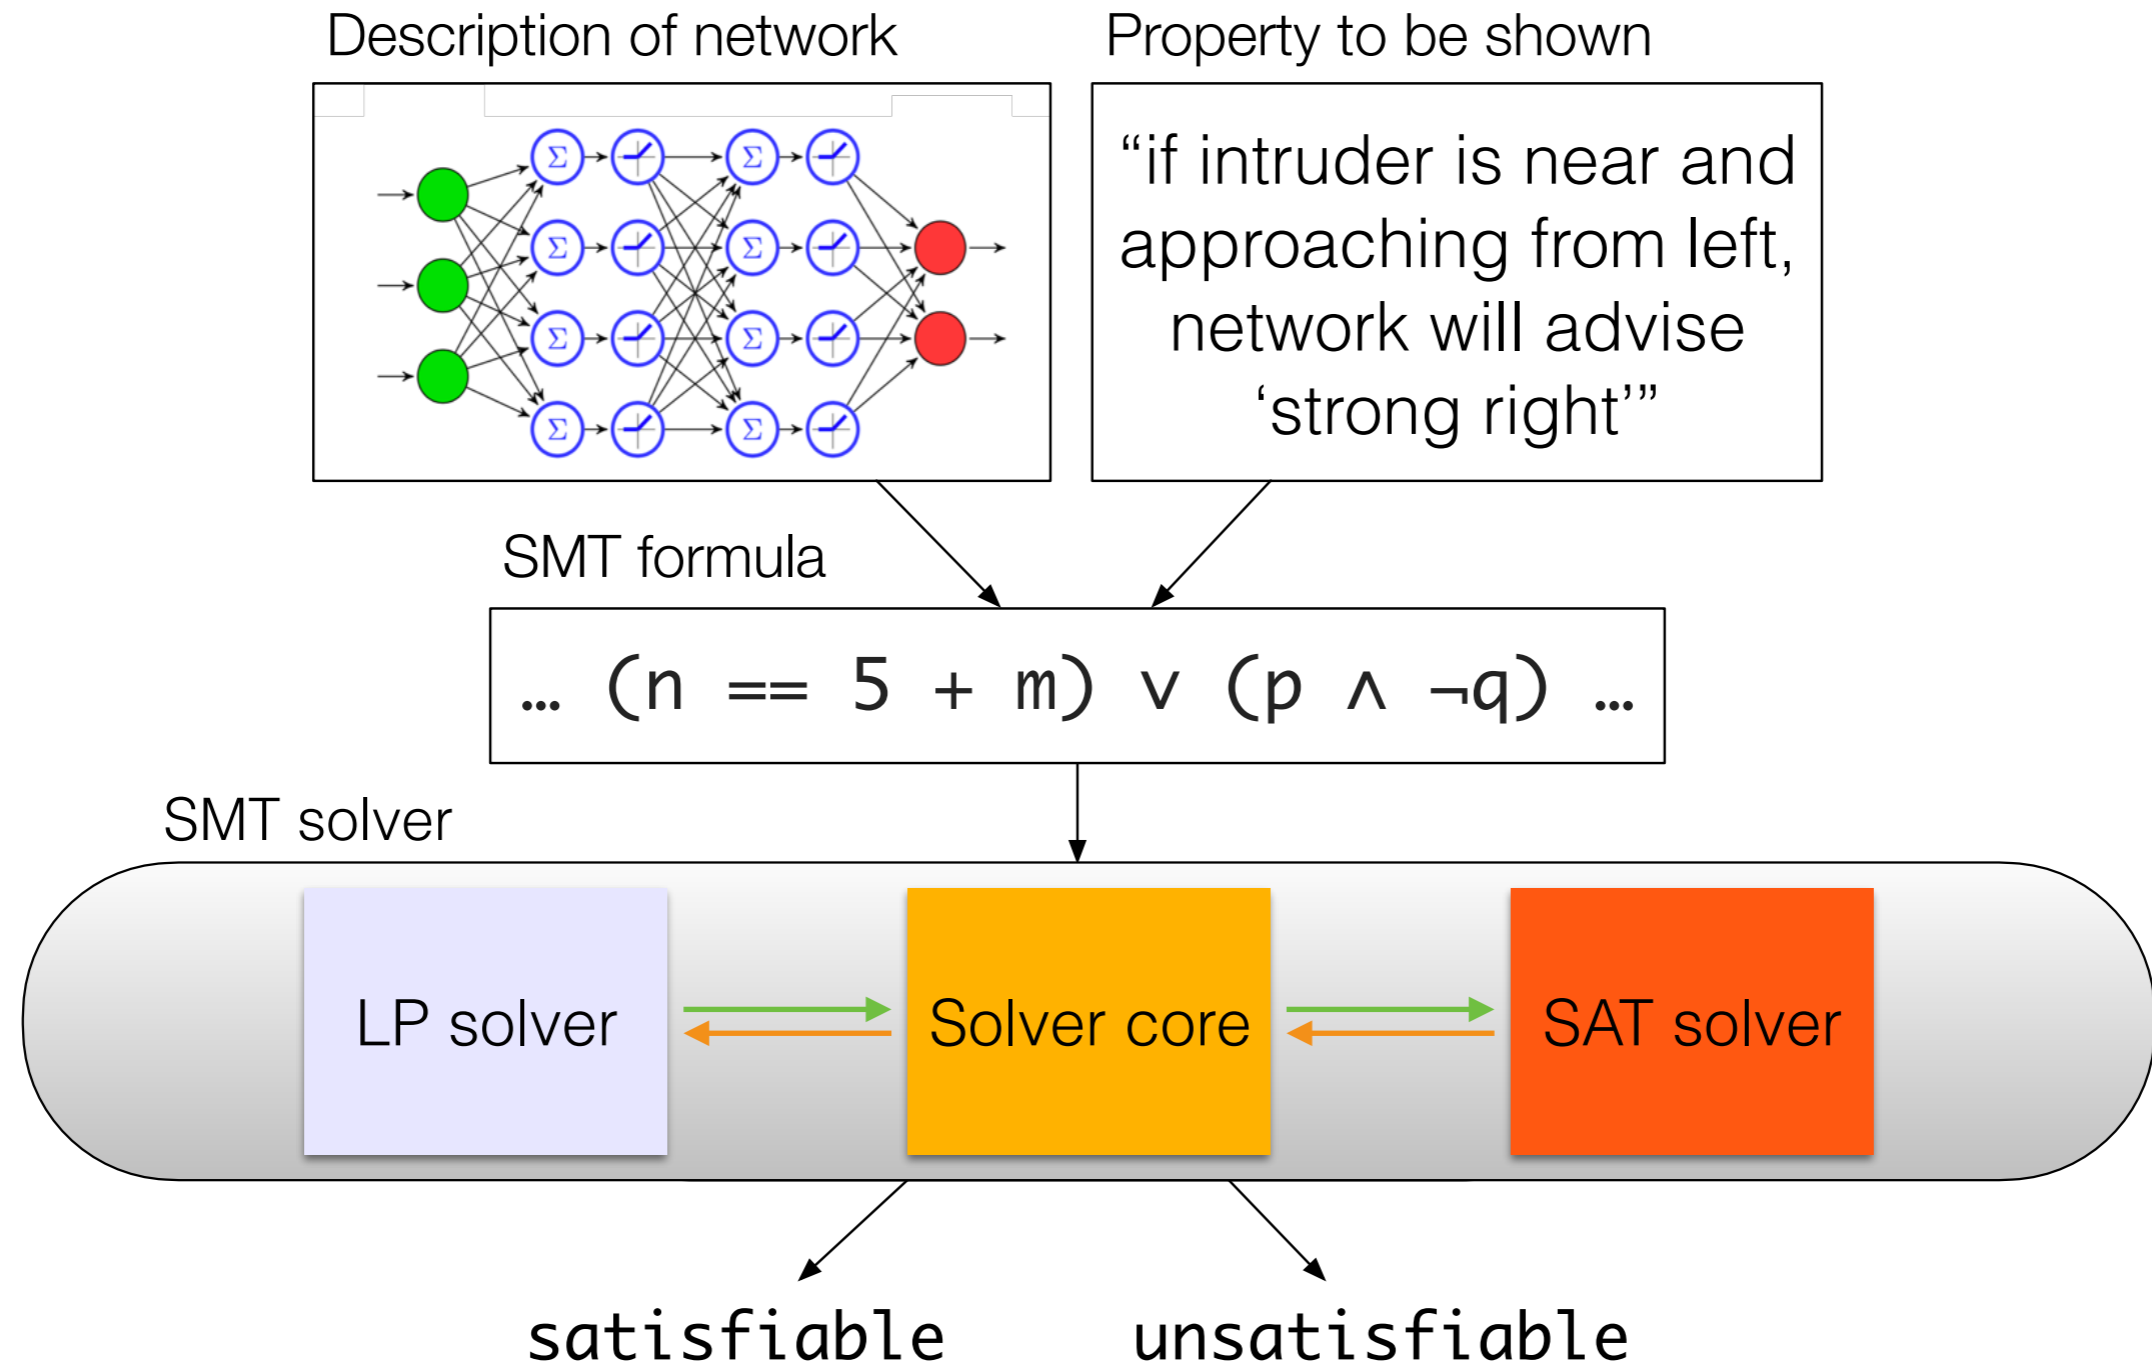 Description of network
Property to be shown
Σ Σ
Σ Σ
Σ Σ
Σ Σ
“if intruder is near and
approaching from left,
network will advise
‘strong right’”
SMT formula
… (n == 5 + m) ∨ (p ∧ ¬q) …
SMT solver
LP solver
Solver core
SAT solver
satisfiable
unsatisfiable